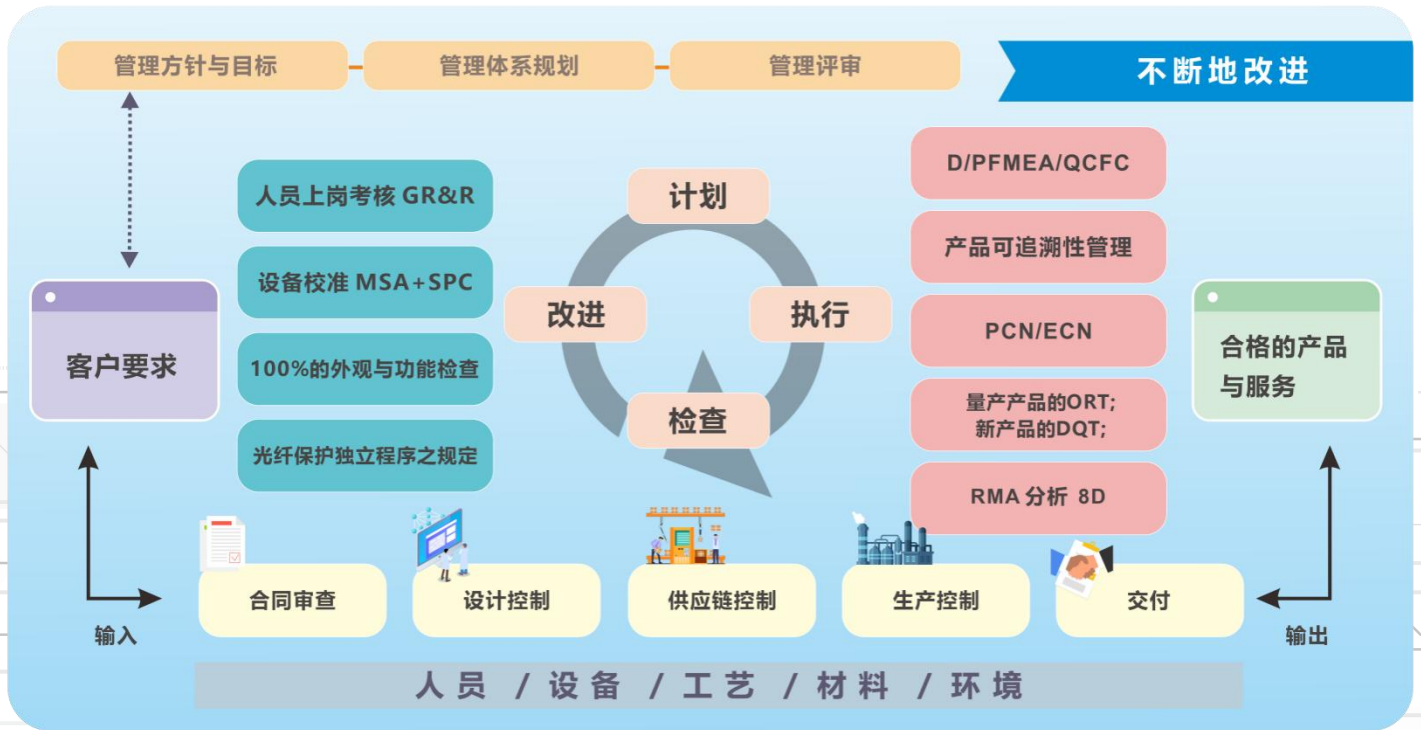 管理方针与目标
管理体系规划
管理评审
不断地改进
人员上岗考核 GR&R
设备校准 MSA+SPC
100%的外观与功能检查
光纤保护独立程序之规定
计划
执行
检查
改进
D/PFMEA/QCFC
产品可追溯性管理
PCN/ECN
量产产品的ORT;
新产品的DQT;
RMA 分析 8D
客户要求
合格的产品
与服务
输入
合同审查
设计控制
供应链控制
生产控制
交付
输出
人员 / 设备 / 工艺 / 材料 / 环境